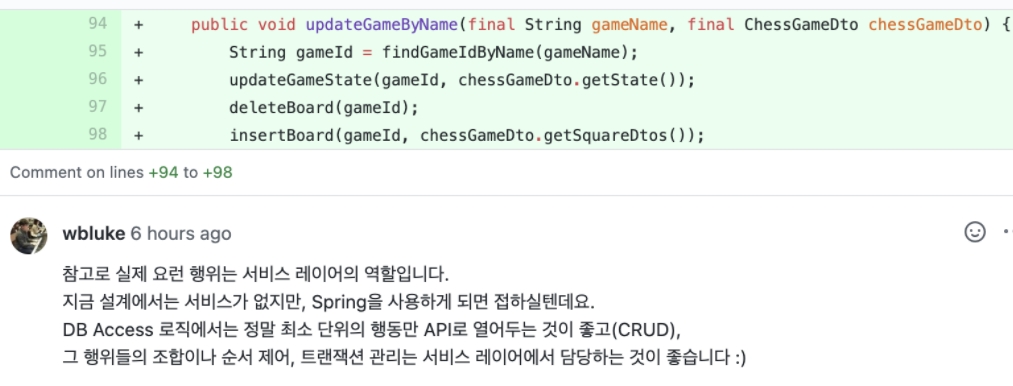 94 + public void updateGameByName(final String gameName, final ChessGameDto chessGameDto) {
95 + String gameId = findGameIdByName(gameName);
96 + updateGameState(gameId, chessGameDto.getState());
97 + deleteBoard(gameId);
98 + insertBoard(gameId, chessGameDto.getSquareDtos());
Comment on lines +94 to +98
wbluke 6 hours ago
참고로 실제 요런 행위는 서비스 레이어의 역할입니다.
지금 설계에서는 서비스가 없지만, Spring을 사용하게 되면 접하실텐데요.
DB Access 로직에서는 정말 최소 단위의 행동만 API로 열어두는 것이 좋고(CRUD),
그 행위들의 조합이나 순서 제어, 트랜잭션 관리는 서비스 레이어에서 담당하는 것이 좋습니다 :)